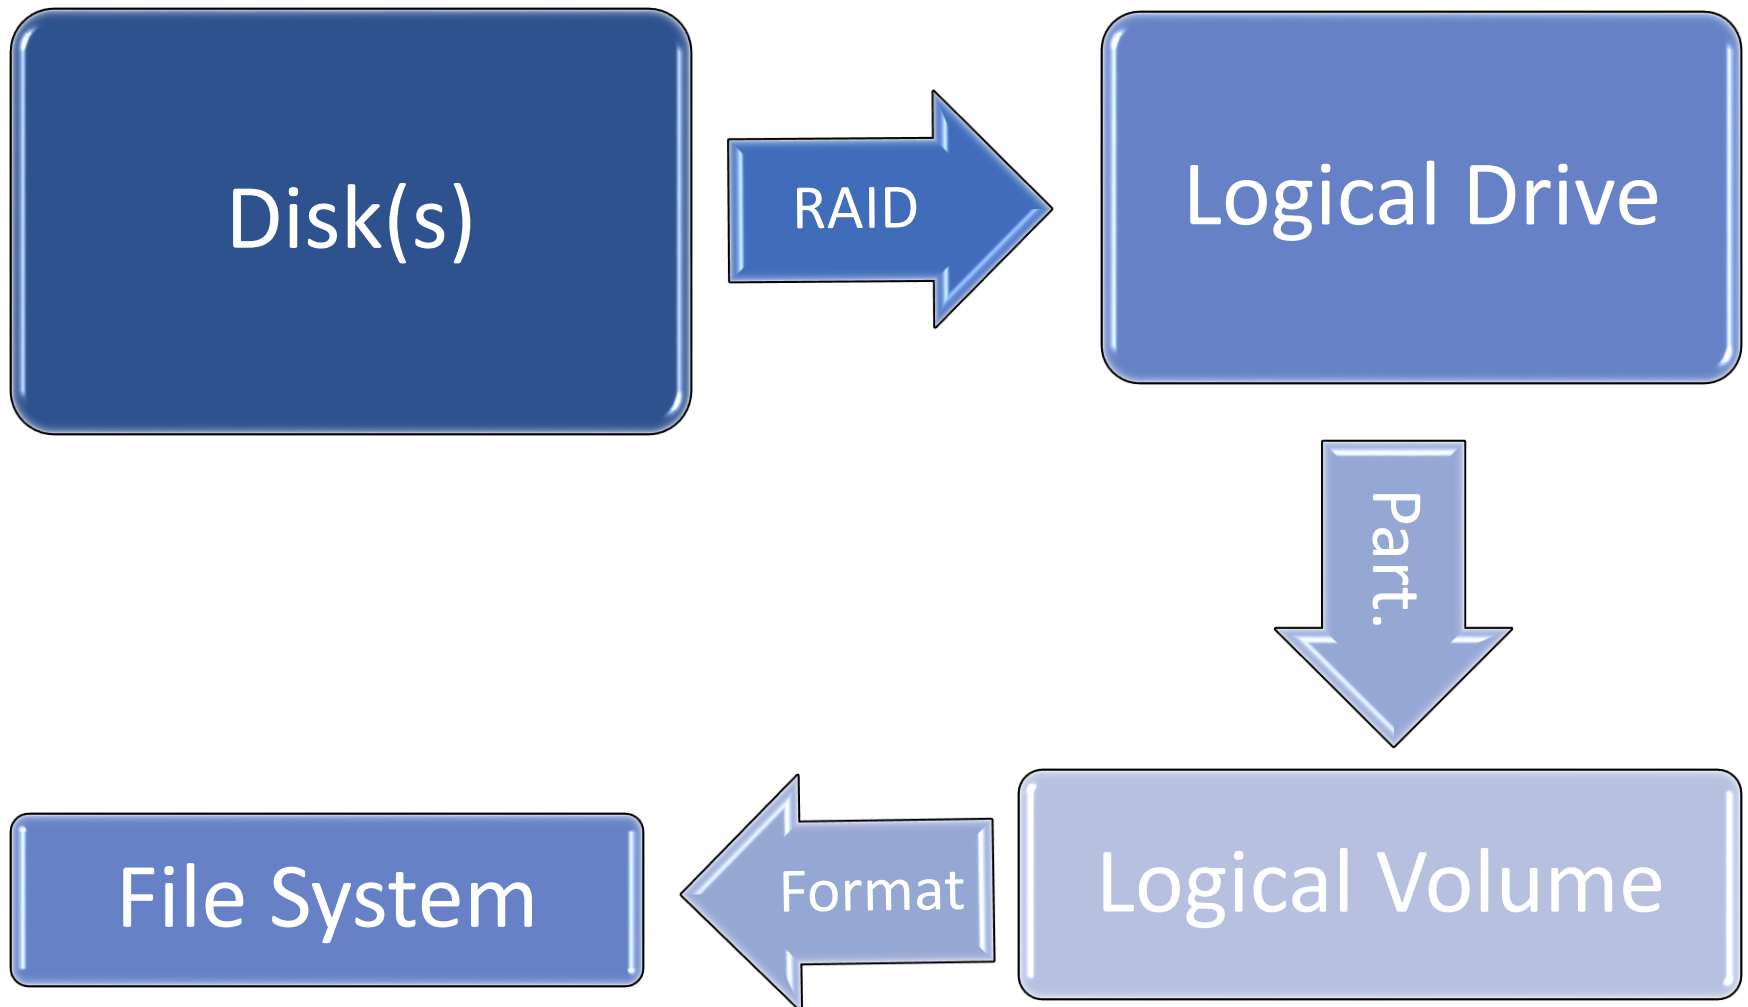 Disk(s)
RAID
Logical Drive
Part.
Logical Volume
Format
File System